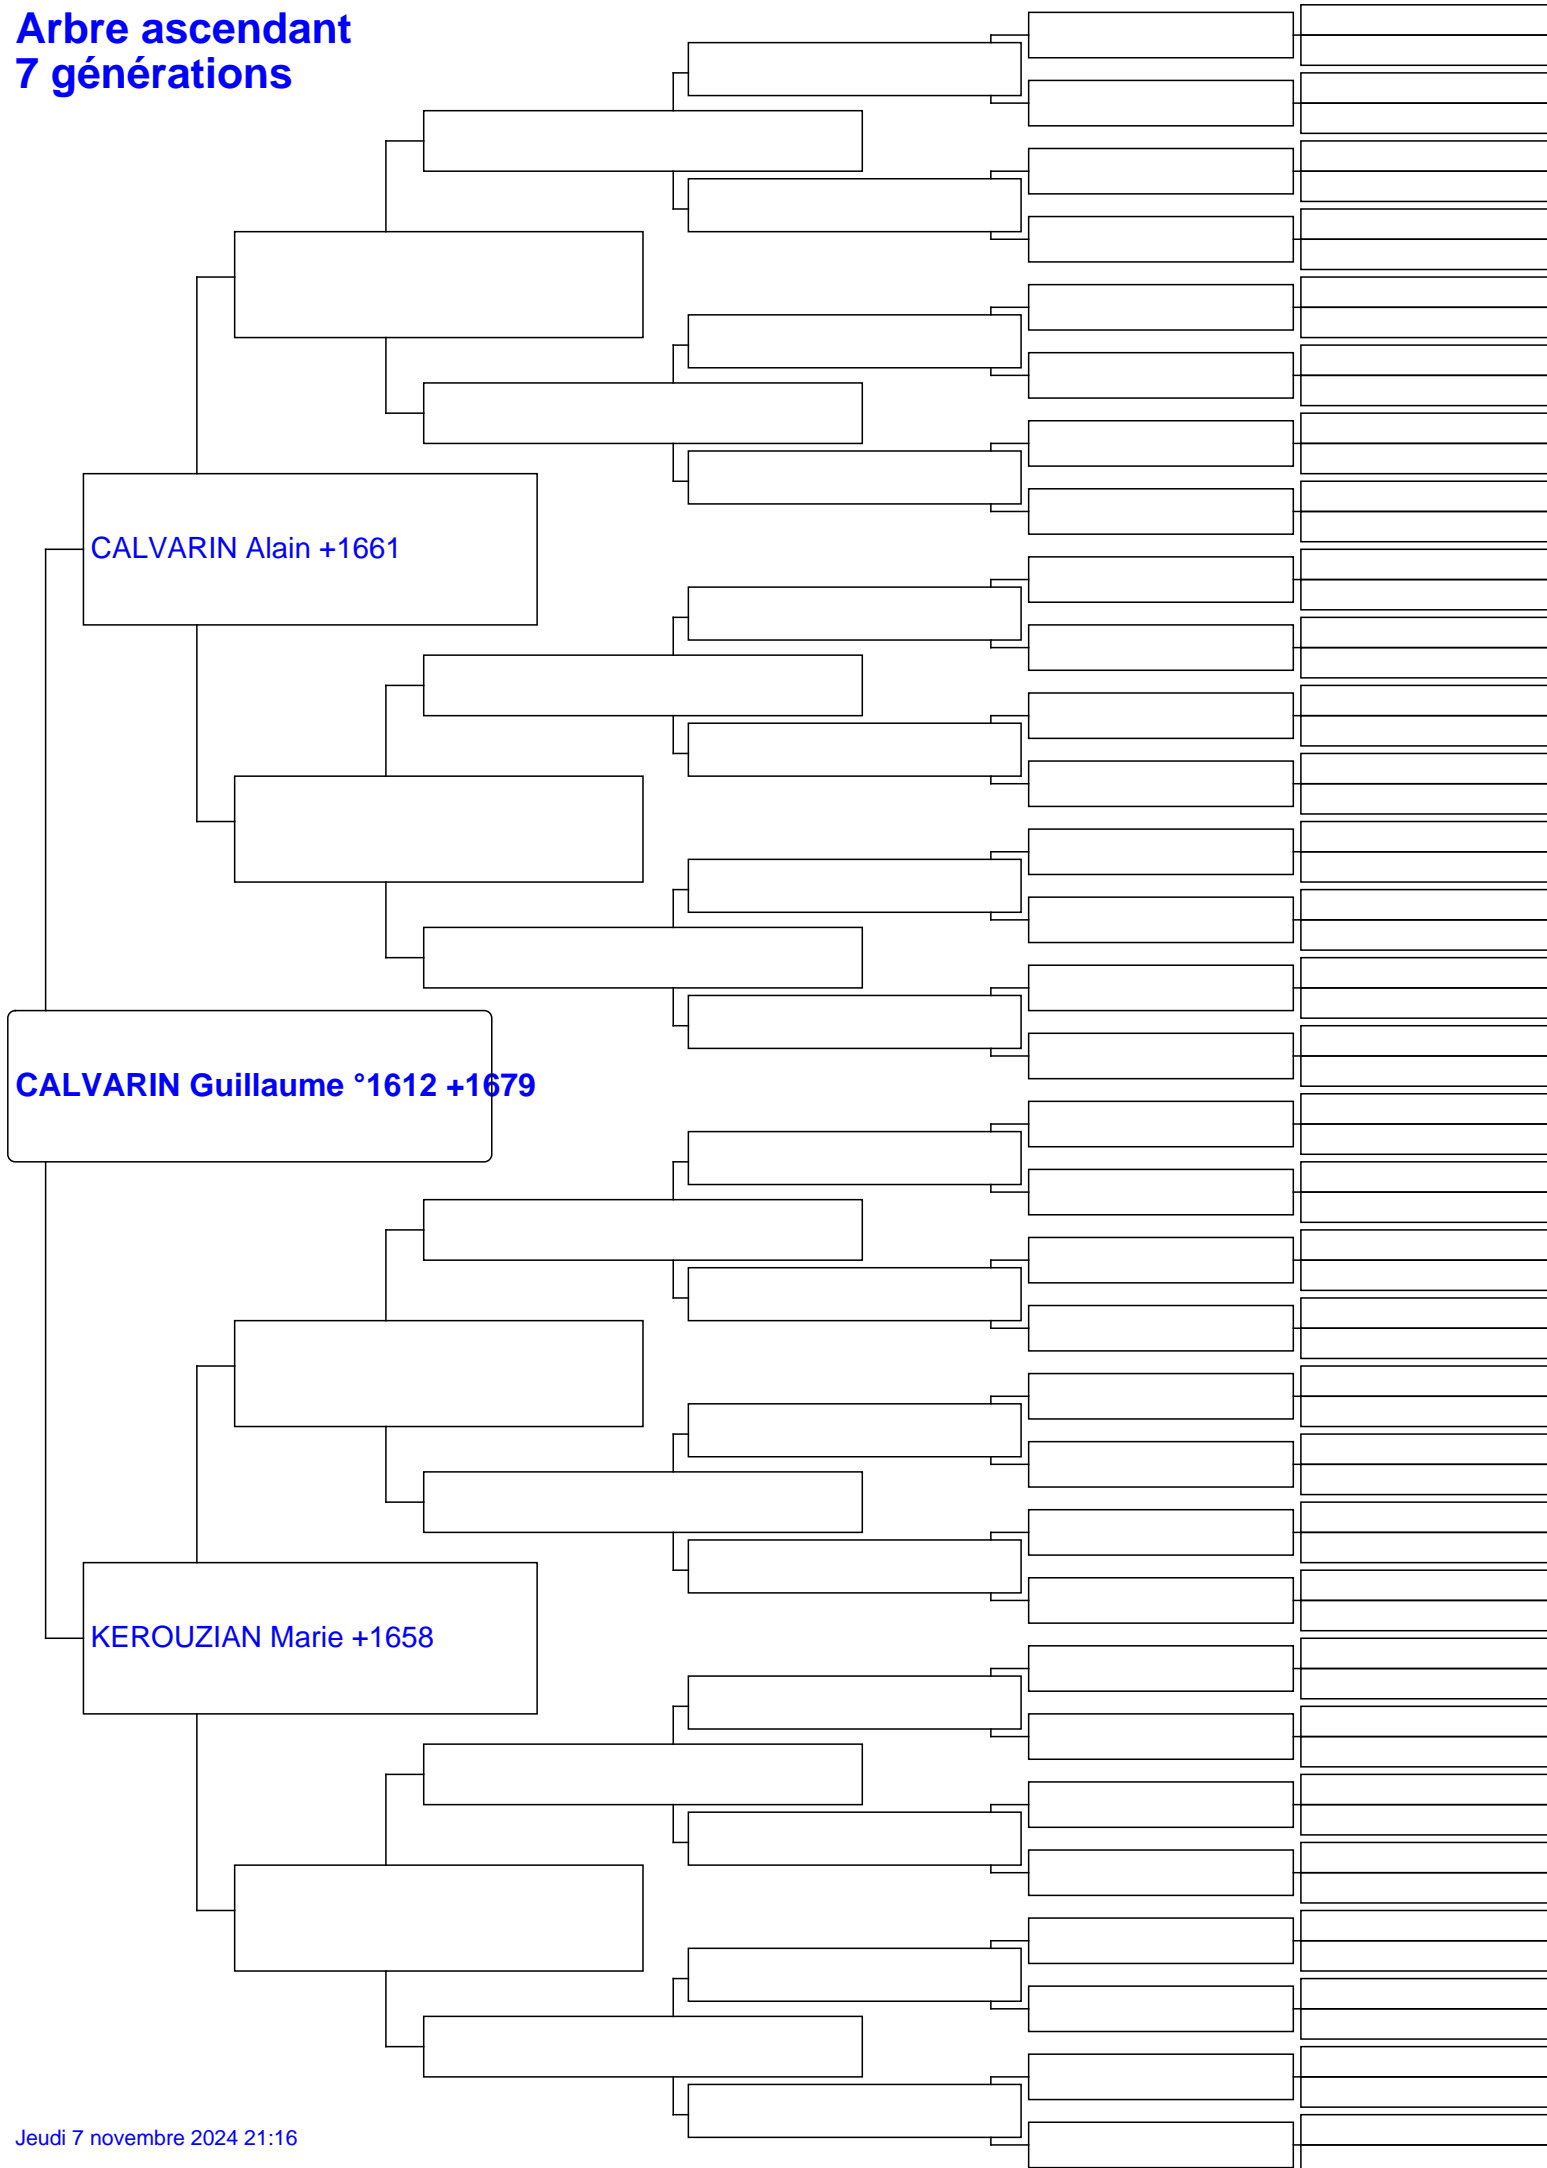 Arbre ascendant
7 générations
CALVARIN Alain +1661
CALVARIN Guillaume °1612 +1679
KEROUZIAN Marie +1658
Jeudi 7 novembre 2024 21:16